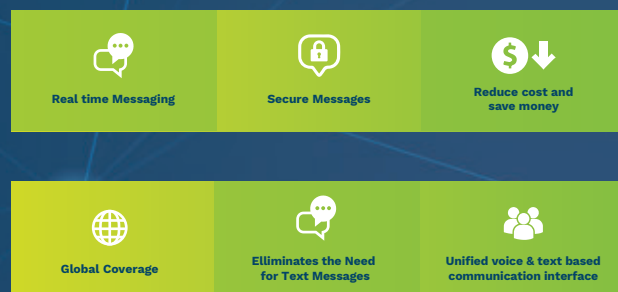 Real time Messaging
Secure Messages
Reduce cost and
save money
Global Coverage
Elliminates the Need
for Text Messages
Unified voice & text based
communication interface